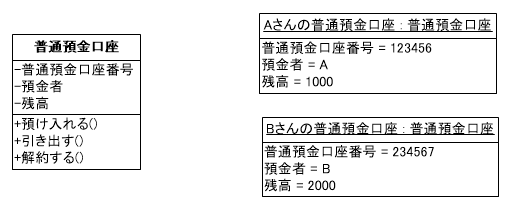 普通預金口座
-普通預金口座番号
-預金者
-残高
+預け入れる()
+引き出す()
+解約する()
Aさんの普通預金口座 : 普通預金口座
普通預金口座番号 = 123456
預金者 = A
残高 = 1000
Bさんの普通預金口座 : 普通預金口座
普通預金口座番号 = 234567
預金者 = B
残高 = 2000